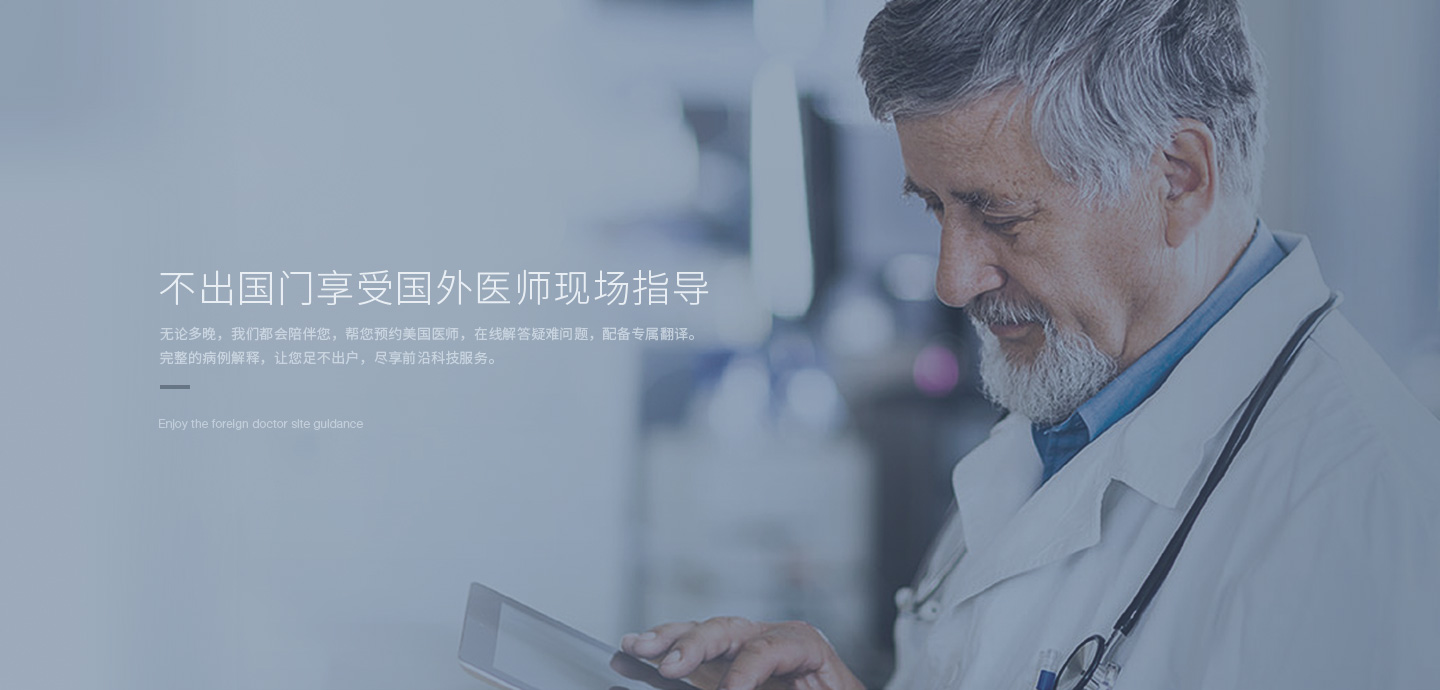 不出国门享受国外医师现场指导
无论多晚，我们都会陪伴您，帮您预约美国医师，在线解答疑难问题，配备专属翻译。
完整的病例解释，让您足不出户，尽享前沿科技服务。
Enjoy the foreign doctor site guidance